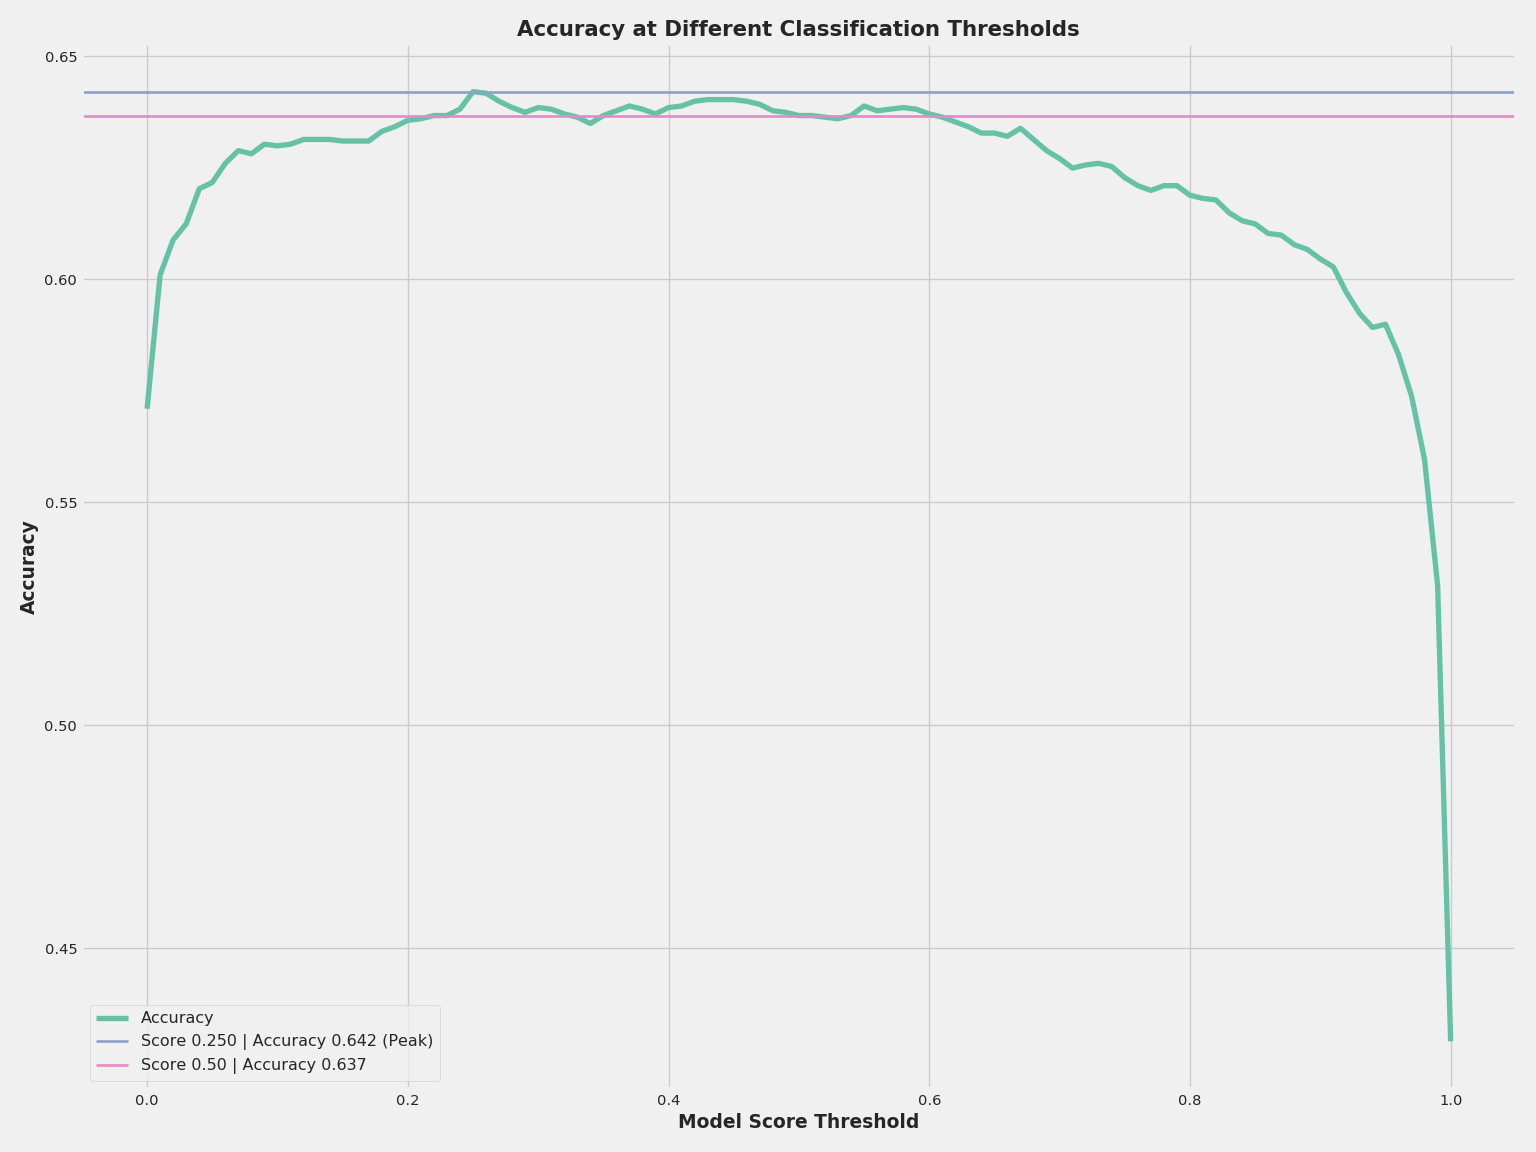 Accuracy at Different Classification Thresholds
0.65
0.60
0.55
0.50
0.45
Accuracy
Accuracy
Score 0.250 | Accuracy 0.642 (Peak)
Score 0.50 | Accuracy 0.637
0.0 0.2 0.4 0.6 0.8 1.0
Model Score Threshold